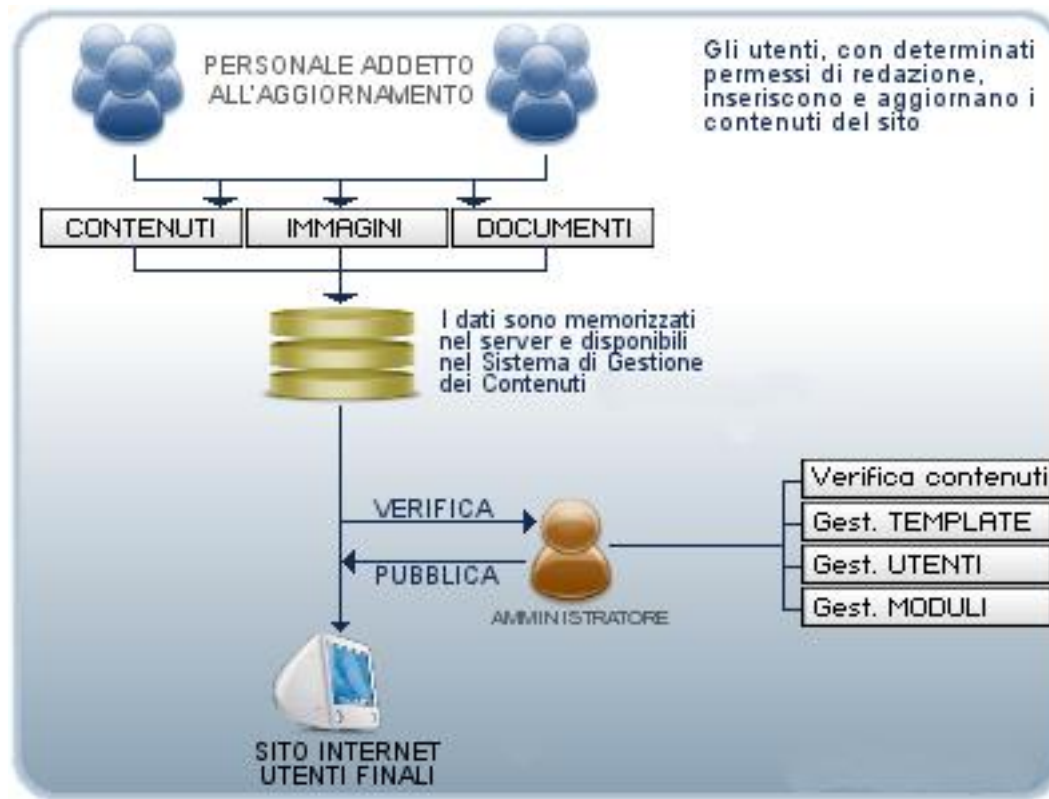 PERSONALE ADDETTO
ALL'AGGIORNAMENTO
Gli utenti, con determinati
permessi di redazione,
inseriscono e aggiornano i
contenuti del sito
CONTENUTI
IMMAGINI
DOCUMENTI
I dati sono memorizzati
nel server e disponibili
nel Sistema di Gestione
dei Contenuti
VERIFICA
PUBBLICA
AMMINISTRATORE
Verifica contenuti
Gest. TEMPLATE
Gest. UTENTI
Gest. MODULI
SITO INTERNET
UTENTI FINALI